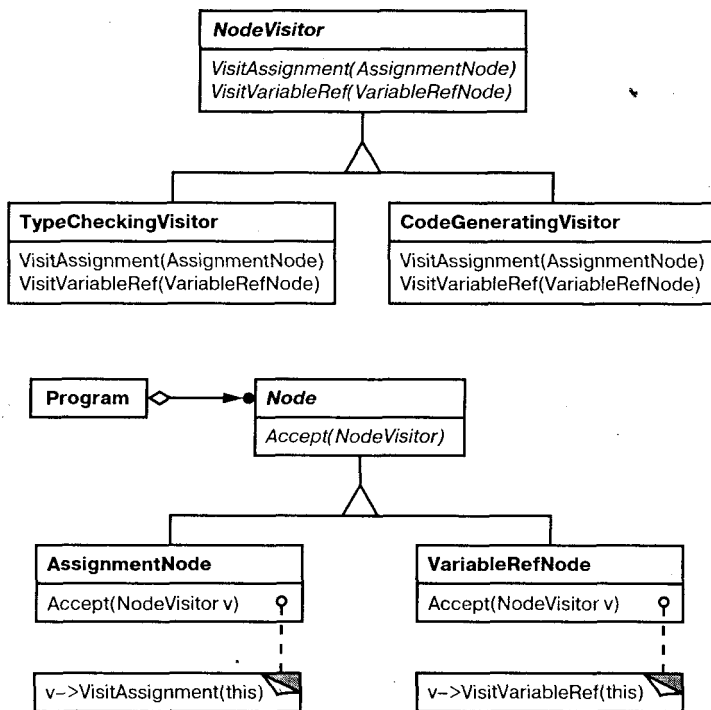 NodeVisitor
VisitAssignment(AssignmentNode)
VisitVariableRef(VariableRefNode)
TypeCheckingVisitor
VisitAssignment(AssignmentNode)
VisitVariableRef(VariableRefNode)
CodeGeneratingVisitor
VisitAssignment(AssignmentNode)
VisitVariableRef(VariableRefNode)
Program
Node
Accept(NodeVisitor)
AssignmentNode
Accept(NodeVisitor v)
VariableRefNode
Accept(NodeVisitor v)
v–>VisitAssignment(this)
v–>VisitVariableRef(this)